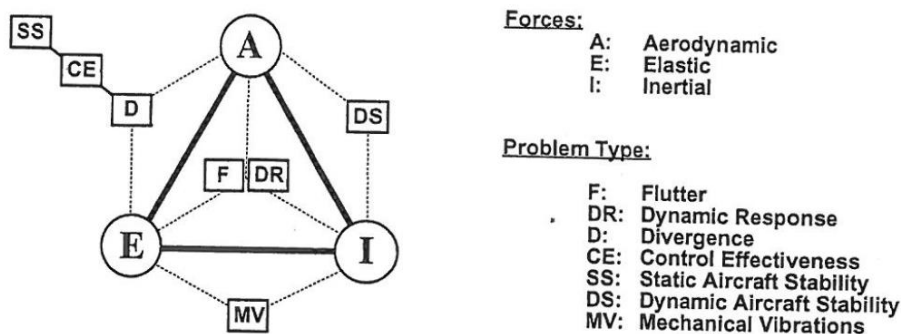 SS
CE
D
A
DS
F DR
E
I
MV
Forces:
A: Aerodynamic
E: Elastic
I: Inertial
Problem Type:
F: Flutter
DR: Dynamic Response
D: Divergence
CE: Control Effectiveness
SS: Static Aircraft Stability
DS: Dynamic Aircraft Stability
MV: Mechanical Vibrations